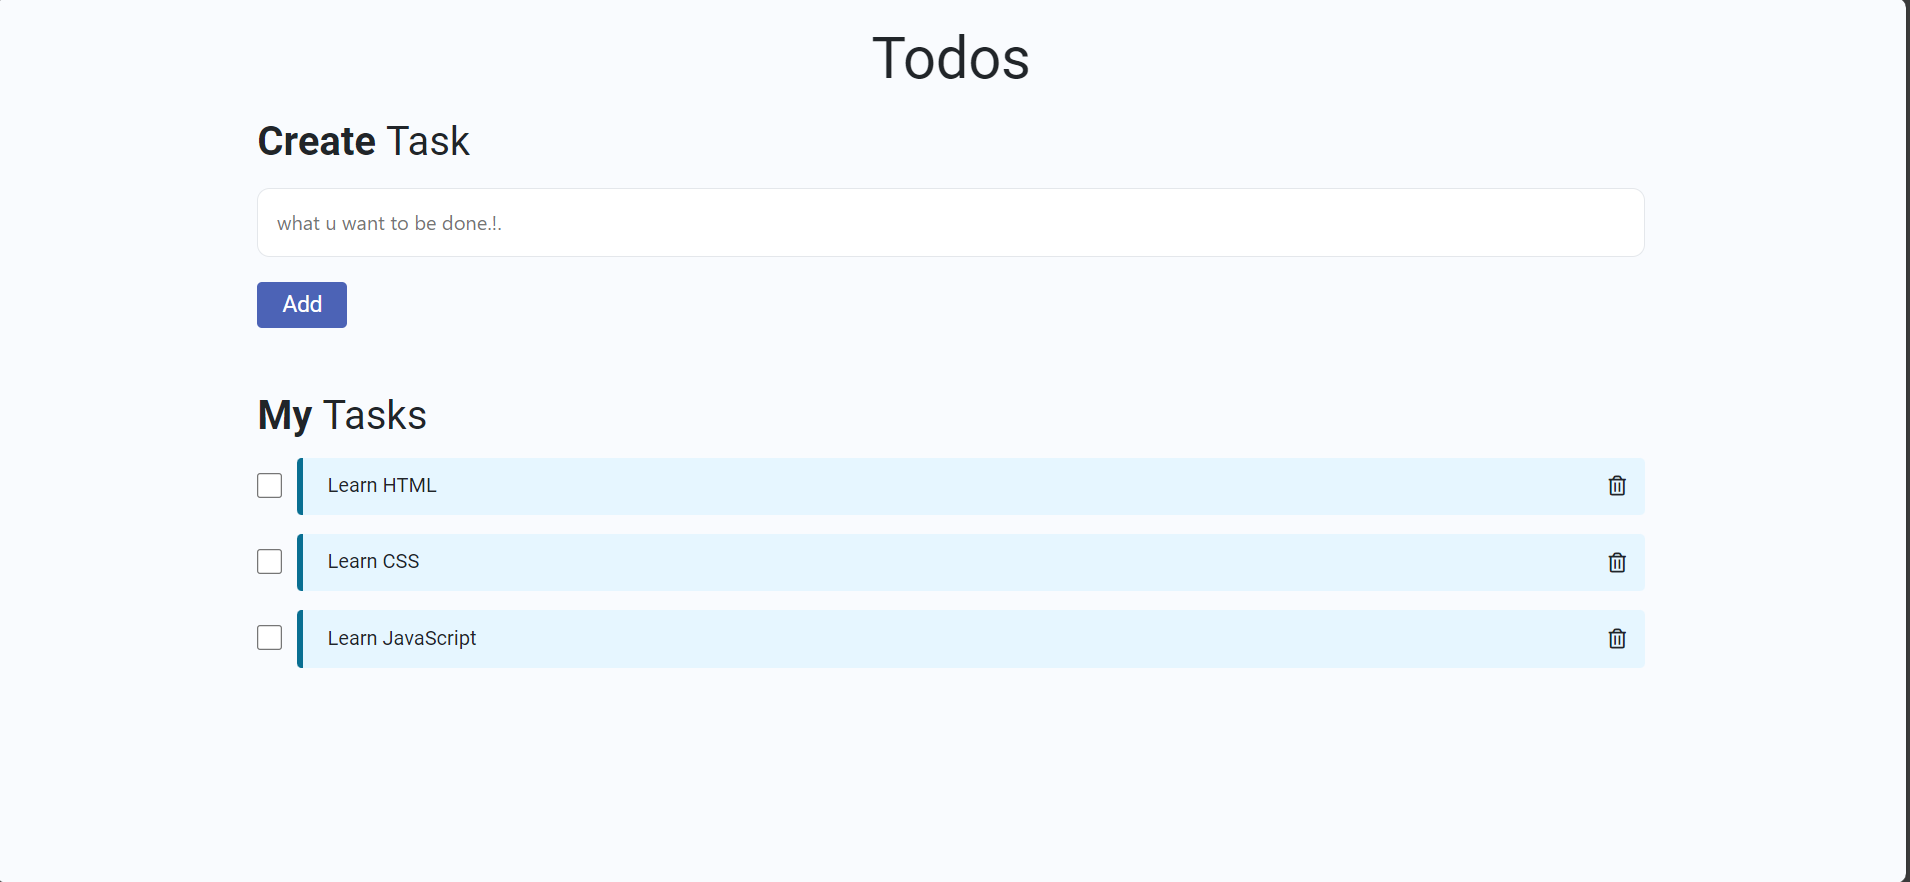 Todos
Create Task
what u want to be done.!.
Add
My Tasks
Learn HTML
Learn CSS
Learn JavaScript